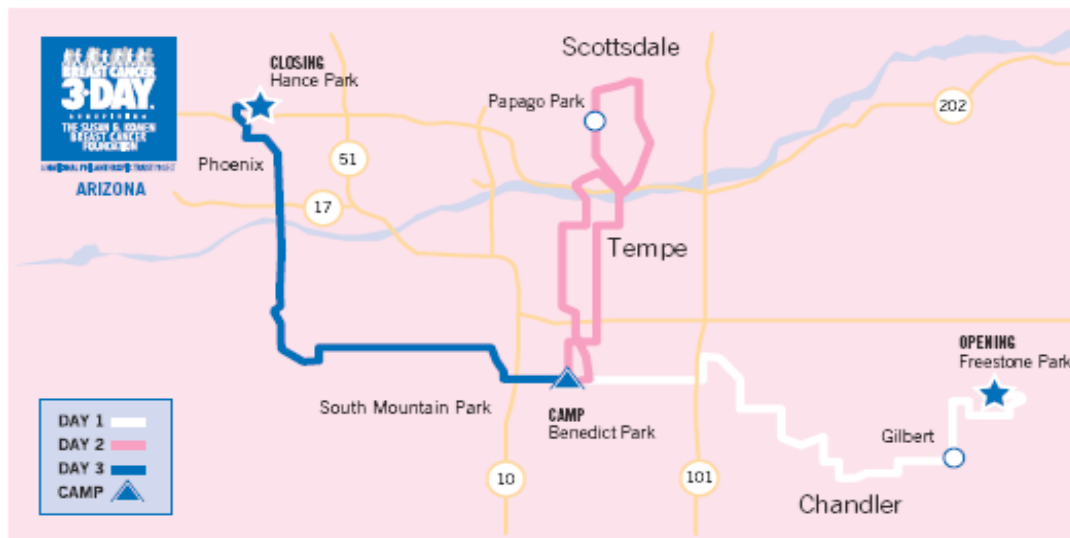 BREAST CANCER
3·DAY.
BENEFITING
THE SUSAN G. KOMEN
BREAST CANCER
FOUNDATION
ARIZONA
CLOSING
Hance Park
Scottsdale
Papago Park
202
51
Phoenix
17
Tempe
OPENING
Freestone Park
South Mountain Park
CAMP
Benedict Park
Gilbert
10
101
Chandler
DAY 1
DAY 2
DAY 3
CAMP